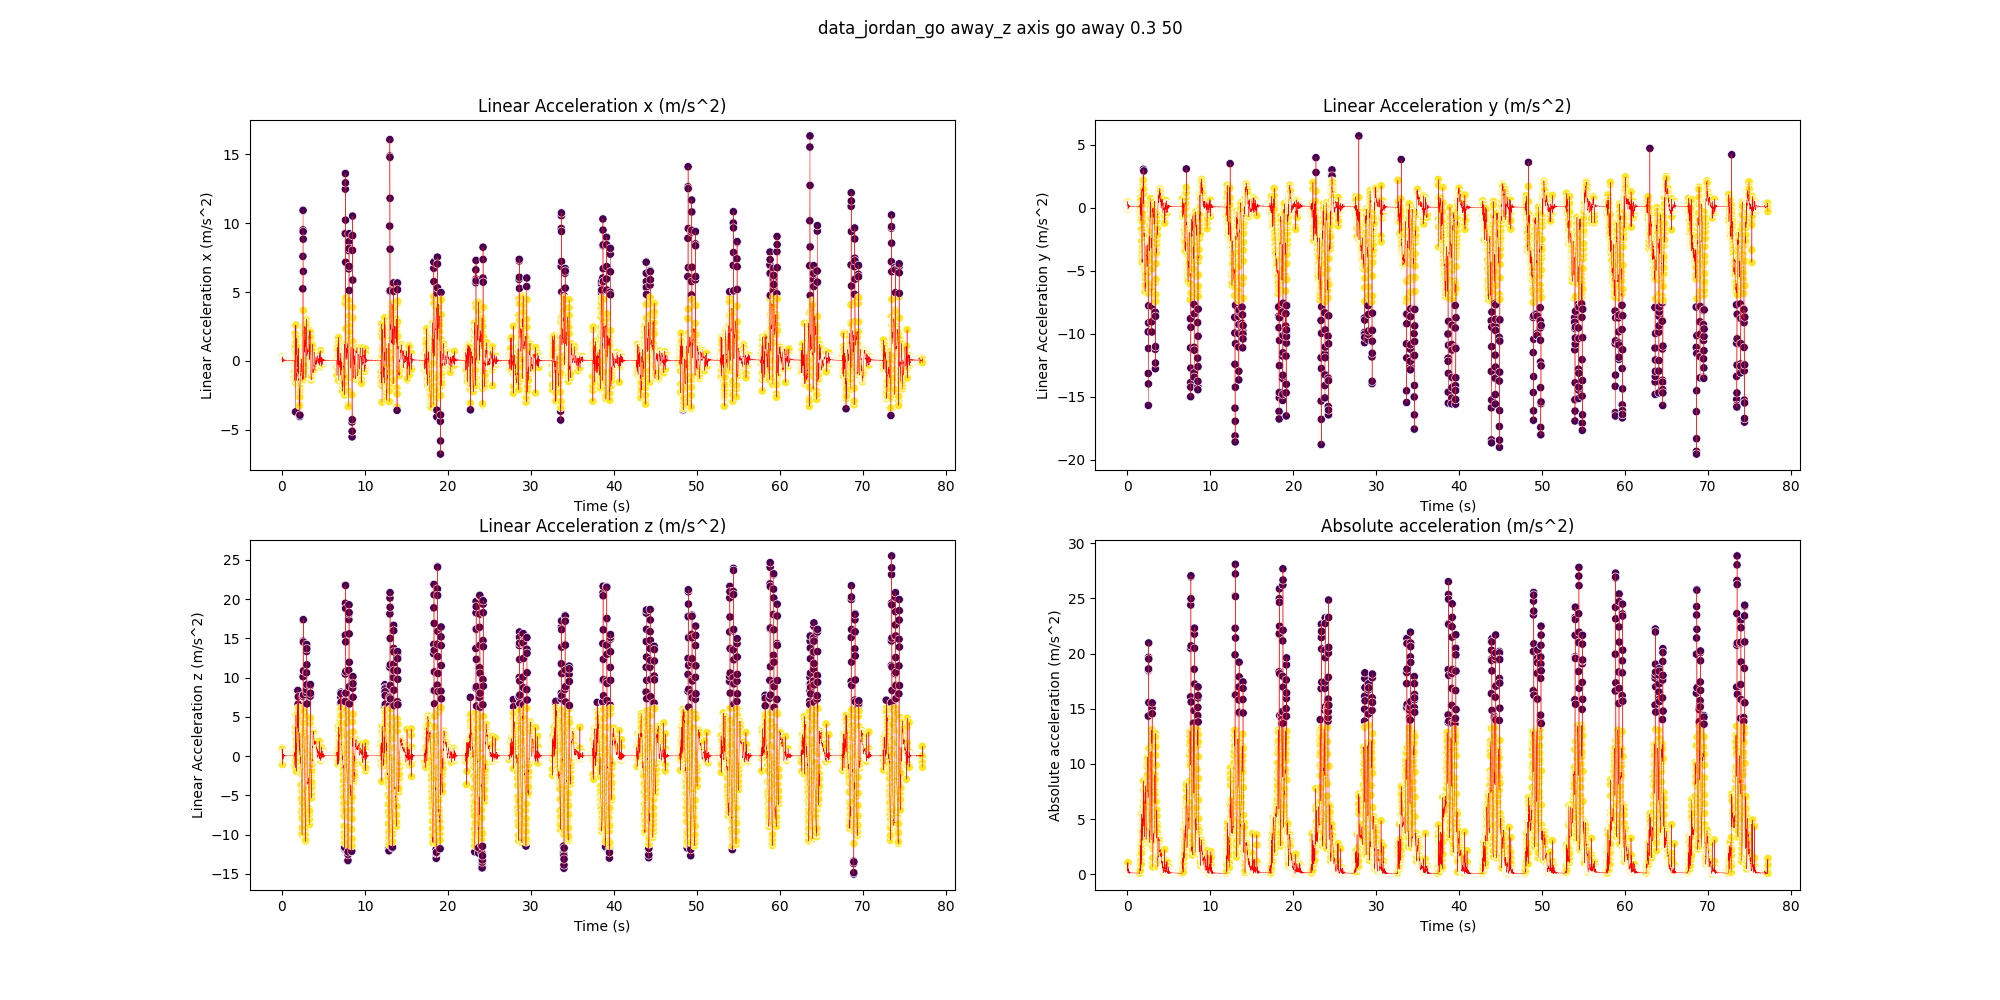 data_jordan_go away_z axis go away 0.3 50
Linear Acceleration x (m/s^2)
Linear Acceleration x (m/s^2)
15
10
5
0
−5
0 10 20 30 40 50 60 70 80
Time (s)
Linear Acceleration y (m/s^2)
Linear Acceleration y (m/s^2)
5
0
−5
−10
−15
−20
0 10 20 30 40 50 60 70 80
Time (s)
Linear Acceleration z (m/s^2)
Linear Acceleration z (m/s^2)
25
20
15
10
5
0
−5
−10
−15
0 10 20 30 40 50 60 70 80
Time (s)
Absolute acceleration (m/s^2)
Absolute acceleration (m/s^2)
30
25
20
15
10
5
0
0 10 20 30 40 50 60 70 80
Time (s)